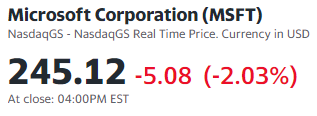 Microsoft Corporation (MSFT)
NasdaqGS - NasdaqGS Real Time Price. Currency in USD
245.12 -5.08 (-2.03%)
At close: 04:00PM EST